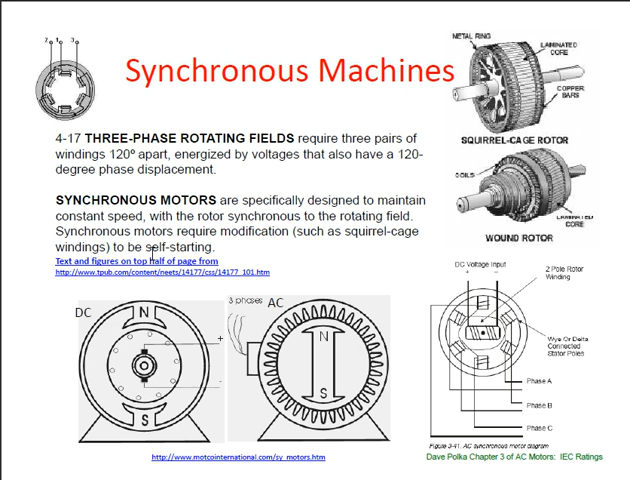 2 1 3
Synchronous Machines
METAL RING
LAMINATED
CORE
COPPER
BARS
SQUIRREL-CAGE ROTOR
4-17 THREE-PHASE ROTATING FIELDS require three pairs of
windings 120º apart, energized by voltages that also have a 120-
degree phase displacement.
SYNCHRONOUS MOTORS are specifically designed to maintain
constant speed, with the rotor synchronous to the rotating field.
Synchronous motors require modification (such as squirrel-cage
windings) to be self-starting.
Text and figures on top half of page from
http://www.tpub.com/content/neets/14177/css/14177_101.htm
COILS
LAMINATED
CORE
WOUND ROTOR
DC
N
S
+
-
3 phases AC
N
S
http://www.motcointernational.com/sy_motors.htm
DC Voltage Input
2 Pole Rotor
Winding
+ -
Wye Or Delta
Connected
Stator Poles
Phase A
Phase B
Phase C
Figure 3-41. AC synchronous motor diagram
Dave Polka Chapter 3 of AC Motors: IEC Ratings